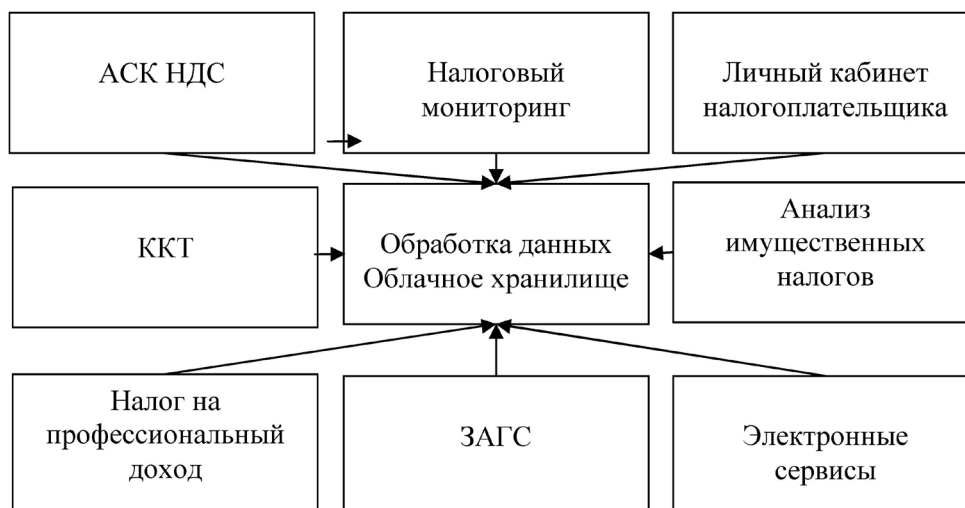 АСК НДС
Налоговый
мониторинг
Личный кабинет
налогоплательщика
ККТ
Обработка данных
Облачное хранилище
Анализ
имущественных
налогов
Налог на
профессиональный
доход
ЗАГС
Электронные
сервисы